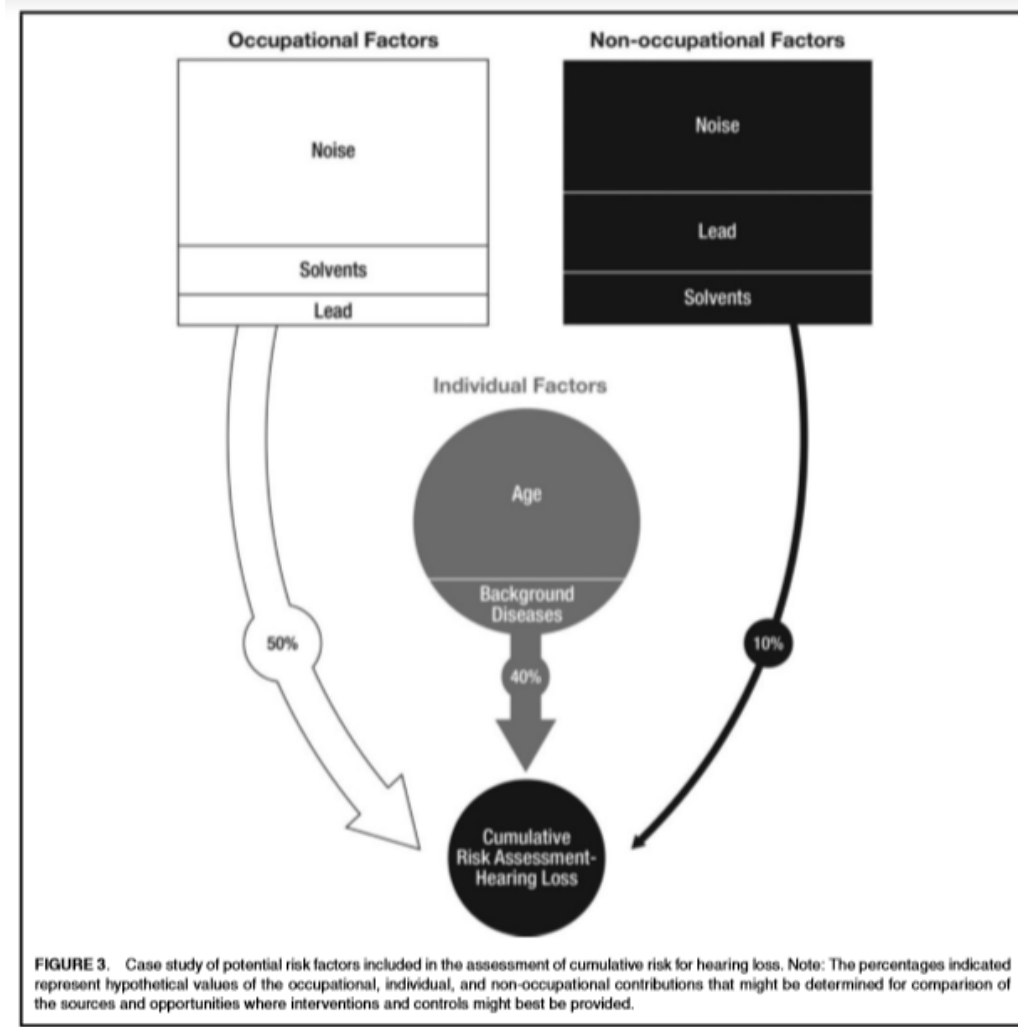 Occupational Factors
Non-occupational Factors
Noise
Solvents
Lead
Noise
Lead
Solvents
Individual Factors
Age
Background
Diseases
50%
40%
10%
Cumulative
Risk Assessment-
Hearing Loss
FIGURE 3. Case study of potential risk factors included in the assessment of cumulative risk for hearing loss. Note: The percentages indicated
represent hypothetical values of the occupational, individual, and non-occupational contributions that might be determined for comparison of
the sources and opportunities where interventions and controls might best be provided.